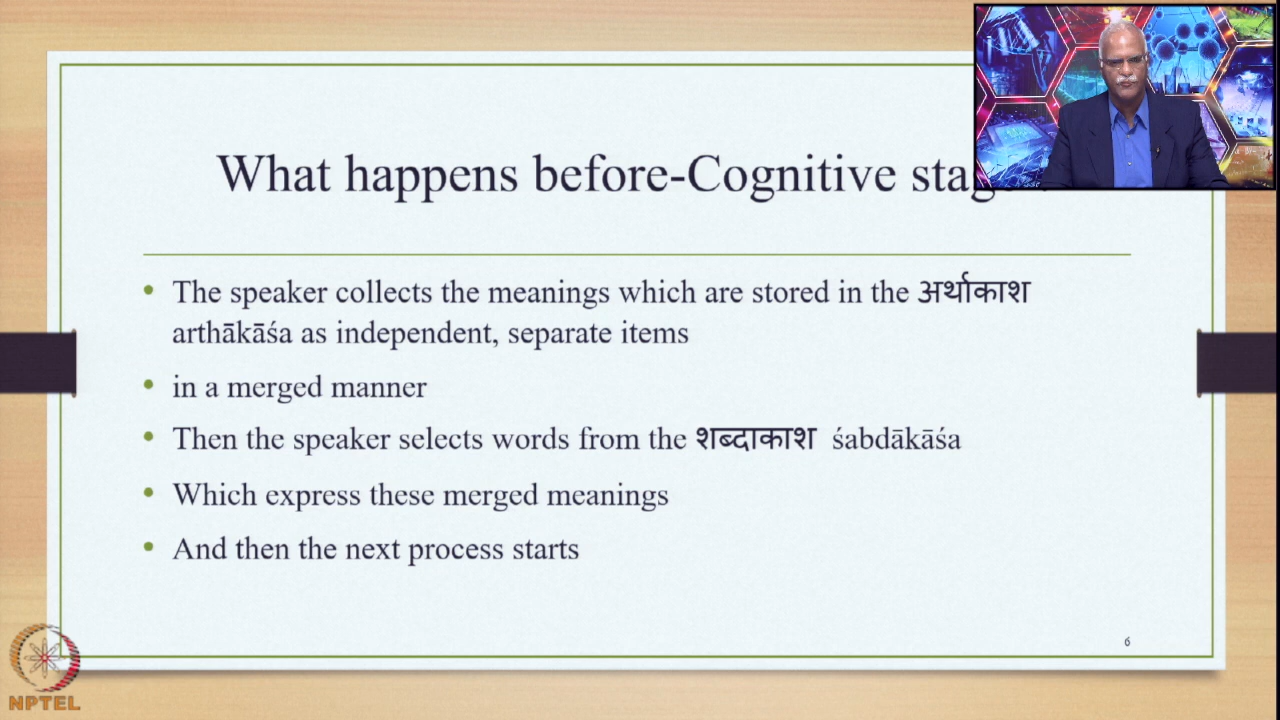 What happens before-Cognitive
• The speaker collects the meanings which are stored in the अर्थाकाश
arthākāśa as independent, separate items
• in a merged manner
• Then the speaker selects words from the शब्दाकाश śabdākāśa
• Which express these merged meanings
• And then the next process starts
6
NPTEL